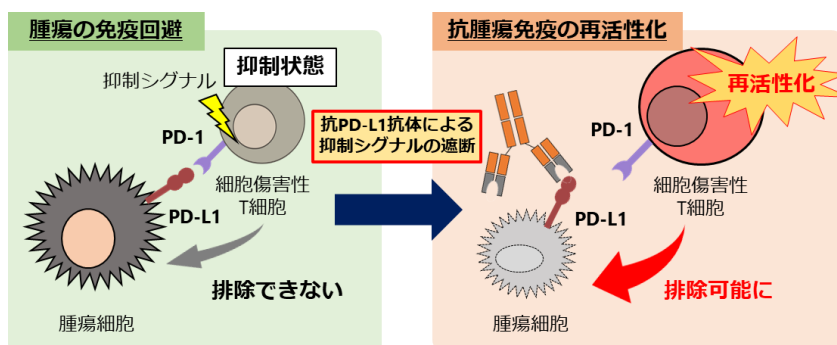 腫瘍の免疫回避
抑制シグナル
抑制状態
PD-1
細胞傷害性
T細胞
PD-L1
排除できない
腫瘍細胞
抗PD-L1抗体による
抑制シグナルの遮断
抗腫瘍免疫の再活性化
再活性化
PD-1
細胞傷害性
T細胞
PD-L1
排除可能に
腫瘍細胞